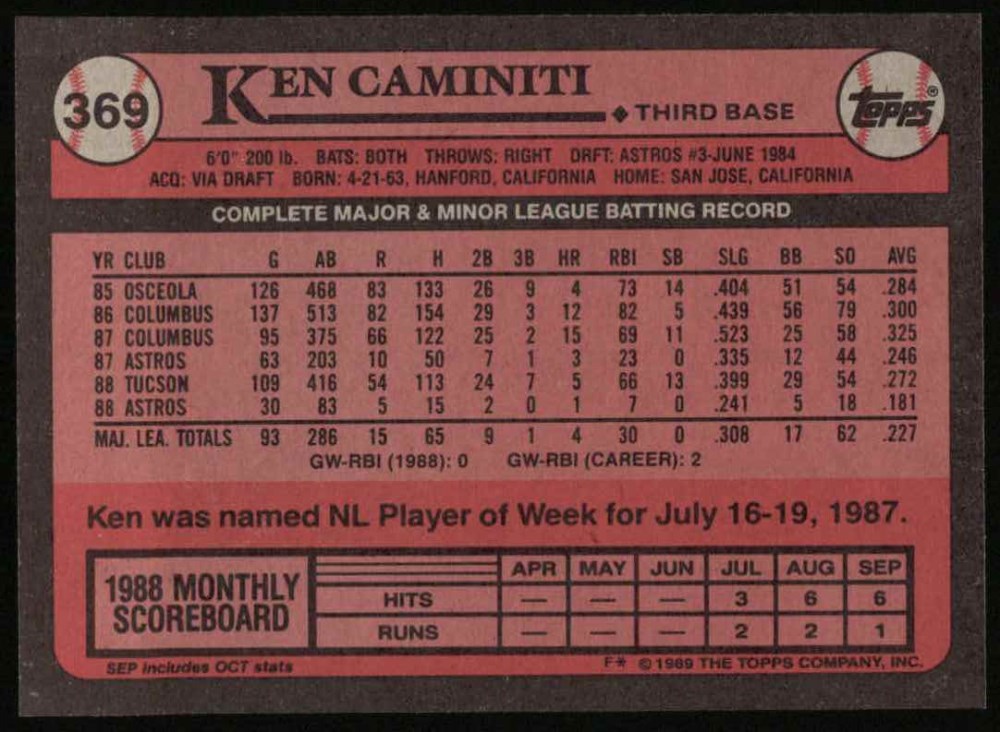 369
KEN CAMINITI
◆ THIRD BASE
TOPPS®
6'0" 200 lb. BATS: BOTH THROWS: RIGHT DRFT: ASTROS #3-JUNE 1984
ACQ: VIA DRAFT BORN: 4-21-63, HANFORD, CALIFORNIA HOME: SAN JOSE, CALIFORNIA
COMPLETE MAJOR & MINOR LEAGUE BATTING RECORD
YR CLUB G AB R H 2B 3B HR RBI SB SLG BB SO AVG
85 OSCEOLA 126 468 83 133 26 9 4 73 14 .404 51 54 .284
86 COLUMBUS 137 513 82 154 29 3 12 82 5 .439 56 79 .300
87 COLUMBUS 95 375 66 122 25 2 15 69 11 .523 25 58 .325
87 ASTROS 63 203 10 50 7 1 3 23 0 .335 12 44 .246
88 TUCSON 109 416 54 113 24 7 5 66 13 .399 29 54 .272
88 ASTROS 30 83 5 15 2 0 1 7 0 .241 5 18 .181
MAJ. LEA. TOTALS 93 286 15 65 9 1 4 30 0 .308 17 62 .227
GW-RBI (1988): 0 GW-RBI (CAREER): 2
Ken was named NL Player of Week for July 16-19, 1987.
1988 MONTHLY
SCOREBOARD
APR MAY JUN JUL AUG SEP
HITS — — — 3 6 6
RUNS — — — 2 2 1
SEP includes OCT stats
F* © 1989 THE TOPPS COMPANY, INC.